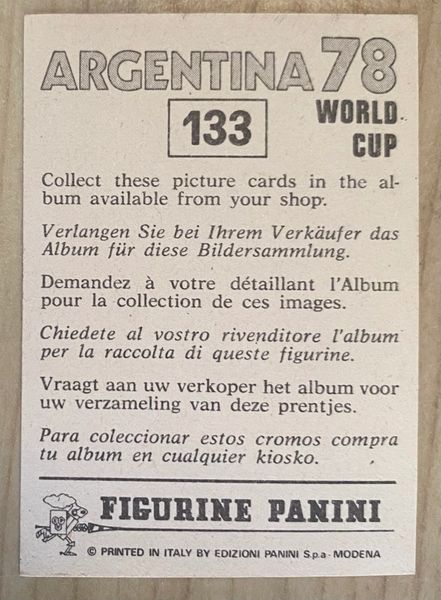 ARGENTINA 78
133
WORLD
CUP
Collect these picture cards in the al-
bum available from your shop.
Verlangen Sie bei Ihrem Verkäufer das
Album für diese Bildersammlung.
Demandez à votre détaillant l'Album
pour la collection de ces images.
Chiedete al vostro rivenditore l'album
per la raccolta di queste figurine.
Vraagt aan uw verkoper het album voor
uw verzameling van deze prentjes.
Para coleccionar estos cromos compra
tu album en cualquier kiosko.
FIGURINE PANINI
© PRINTED IN ITALY BY EDIZIONI PANINI S.p.a - MODENA